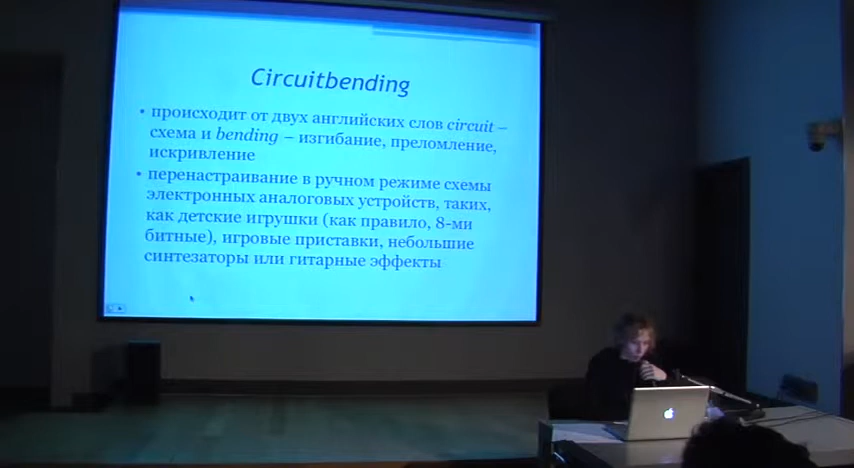 Circuitbending
• происходит от двух английских слов circuit –
схема и bending – изгибание, преломление,
искривление
• перенастраивание в ручном режиме схемы
электронных аналоговых устройств, таких,
как детские игрушки (как правило, 8-ми
битные), игровые приставки, небольшие
синтезаторы или гитарные эффекты